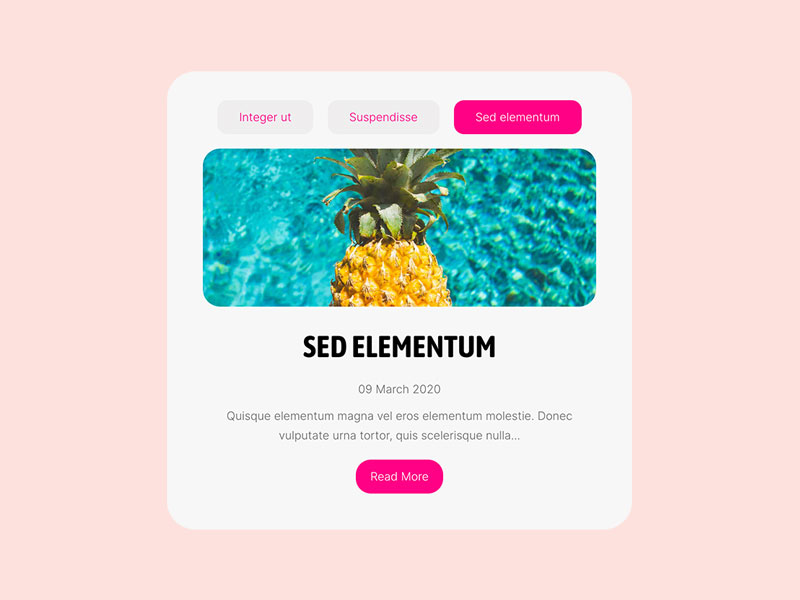 Integer ut Suspendisse Sed elementum
SED ELEMENTUM
09 March 2020
Quisque elementum magna vel eros elementum molestie. Donec
vulputate urna tortor, quis scelerisque nulla...
Read More